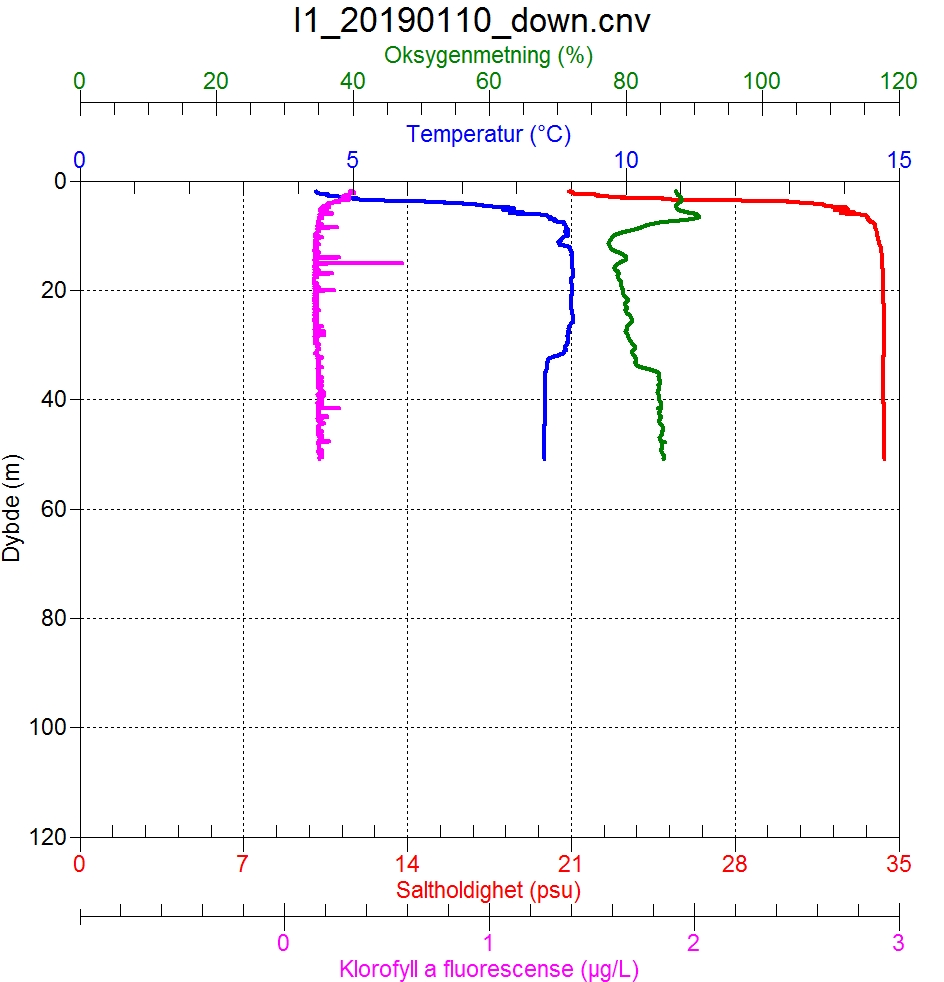 I1_20190110_down.cnv
Oksygenmetning (%)
0 20 40 60 80 100 120
Temperatur (°C)
0 5 10 15
0
20
40
60
80
100
120
Dybde (m)
0 7 14 21 28 35
Saltholdighet (psu)
0 1 2 3
Klorofyll a fluorescense (µg/L)